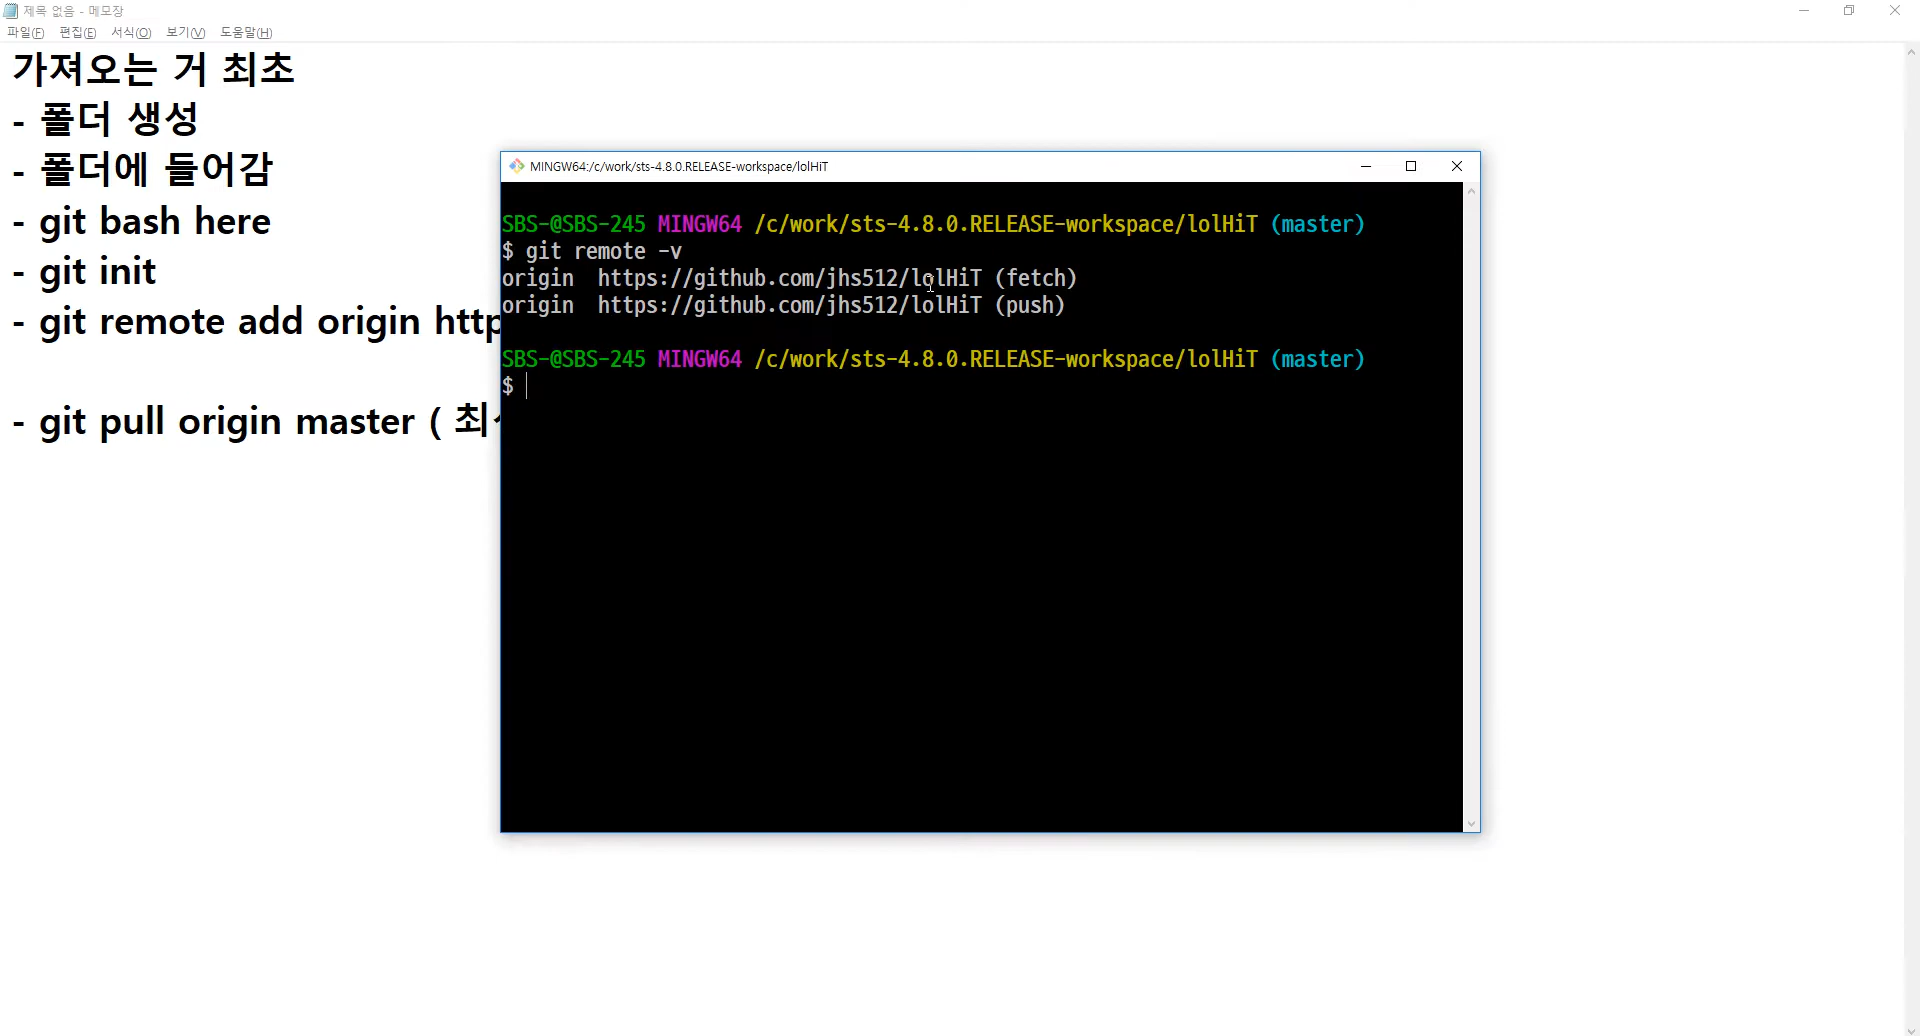 제목 없음 - 메모장
파일(F) 편집(E) 서식(O) 보기(V) 도움말(H)
가져오는 거 최초
- 폴더 생성
- 폴더에 들어감
- git bash here
- git init
- git remote add origin http
- git pull origin master ( 최
MINGW64:/c/work/sts-4.8.0.RELEASE-workspace/lolHiT
SBS-@SBS-245 MINGW64 /c/work/sts-4.8.0.RELEASE-workspace/lolHiT (master)
$ git remote -v
origin https://github.com/jhs512/lolHiT (fetch)
origin https://github.com/jhs512/lolHiT (push)
SBS-@SBS-245 MINGW64 /c/work/sts-4.8.0.RELEASE-workspace/lolHiT (master)
$